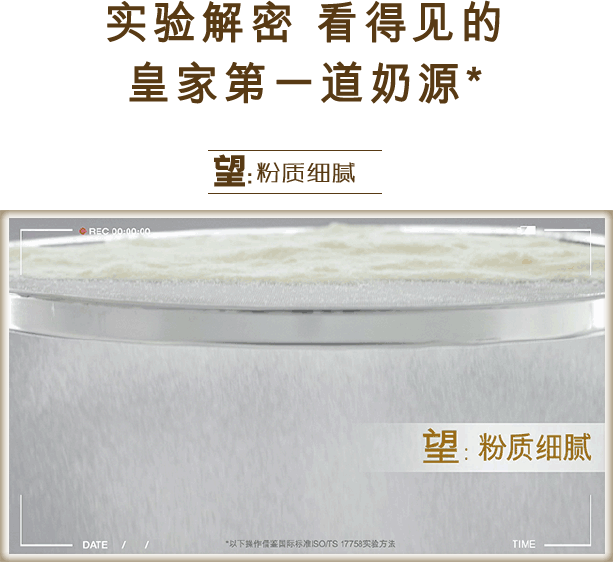 实验解密 看得见的
皇家第一道奶源*
望:粉质细腻
REC 00:00:00
望:粉质细腻
*以下操作借鉴国际标准ISO/TS 17758实验方法
DATE / /
TIME